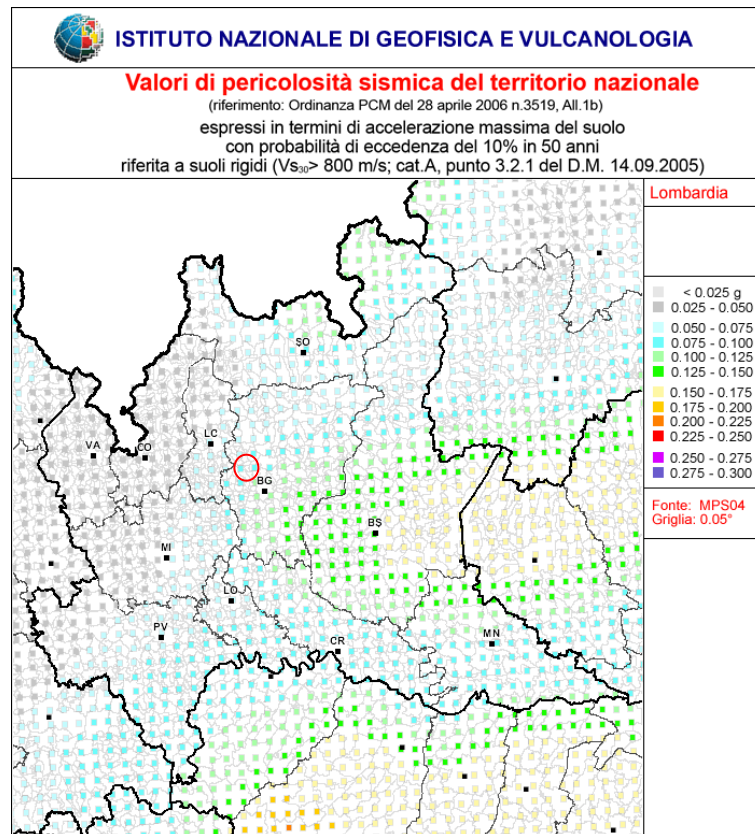 ISTITUTO NAZIONALE DI GEOFISICA E VULCANOLOGIA
Valori di pericolosità sismica del territorio nazionale
(riferimento: Ordinanza PCM del 28 aprile 2006 n.3519, All.1b)
espressi in termini di accelerazione massima del suolo
con probabilità di eccedenza del 10% in 50 anni
riferita a suoli rigidi (Vs₃₀> 800 m/s; cat.A, punto 3.2.1 del D.M. 14.09.2005)
Lombardia
< 0.025 g
0.025 - 0.050
0.050 - 0.075
0.075 - 0.100
0.100 - 0.125
0.125 - 0.150
0.150 - 0.175
0.175 - 0.200
0.200 - 0.225
0.225 - 0.250
0.250 - 0.275
0.275 - 0.300
Fonte: MPS04
Griglia: 0.05°
SO
LC
VA
CO
BG
BS
MI
LO
PV
CR
MN